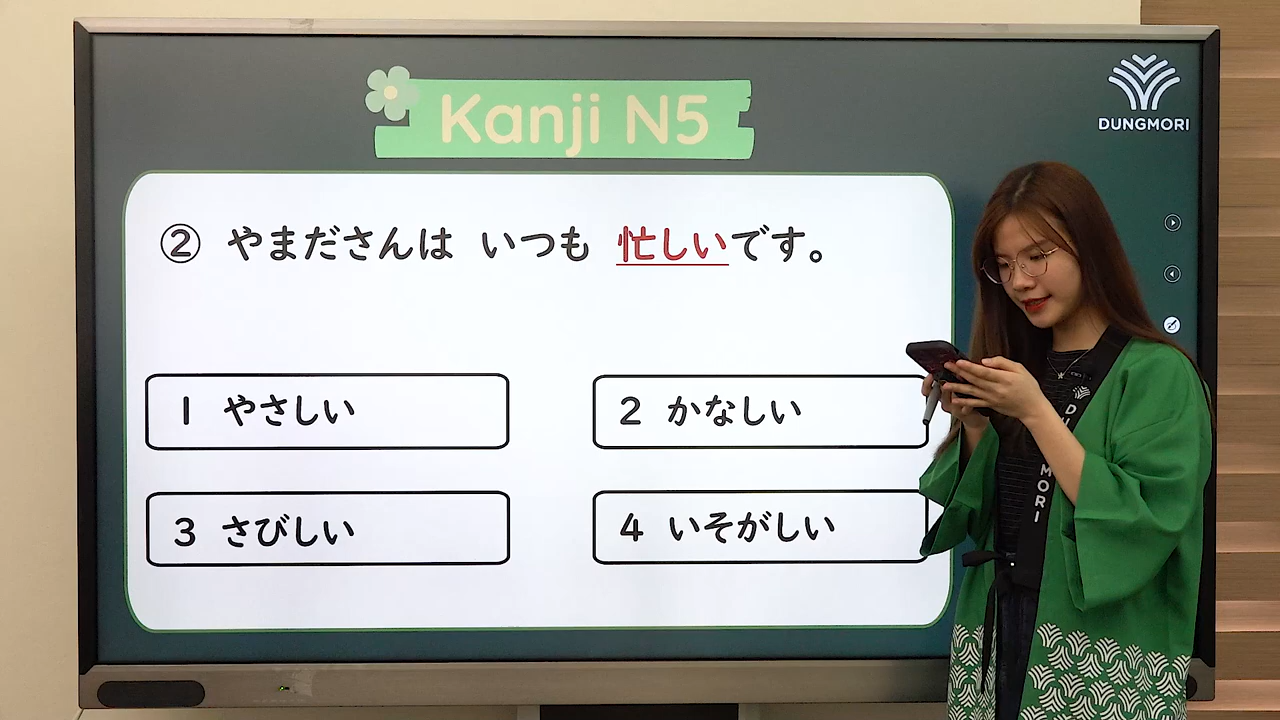 Kanji N5
DUNGMORI
② やまださんは いつも 忙しいです。
1 やさしい
2 かなしい
3 さびしい
4 いそがしい
MORI